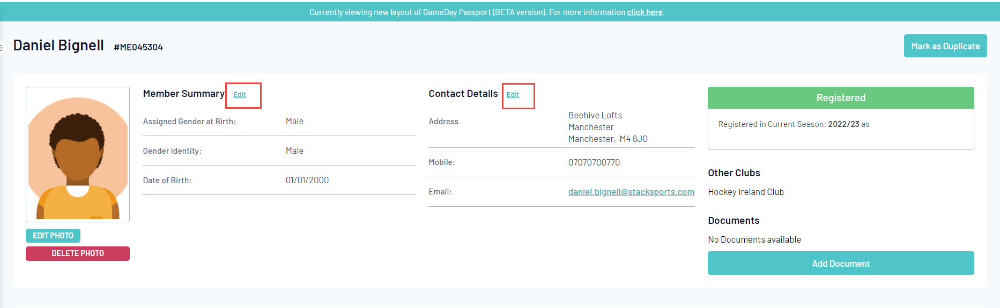 Currently viewing new layout of GameDay Passport (BETA version). For more information click here.
Daniel Bignell #ME045304
Mark as Duplicate
Member Summary Edit
Assigned Gender at Birth: Male
Gender Identity: Male
Date of Birth: 01/01/2000
EDIT PHOTO
DELETE PHOTO
Contact Details Edit
Address Beehive Lofts
Manchester
Manchester, M4 6JG
Mobile: 07070700770
Email: daniel.bignell@stacksports.com
Registered
Registered in Current Season: 2022/23 as
Other Clubs
Hockey Ireland Club
Documents
No Documents available
Add Document